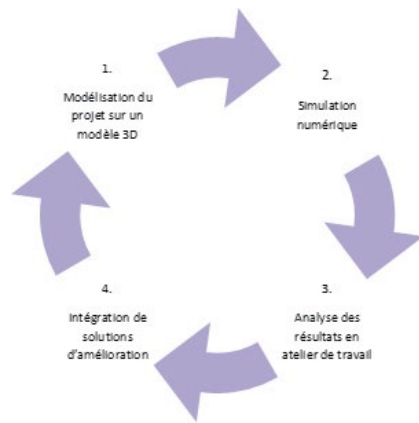 1.
Modélisation du
projet sur un
modèle 3D
2.
Simulation
numérique
3.
Analyse des
résultats en
atelier de travail
4.
Intégration de
solutions
d'amélioration